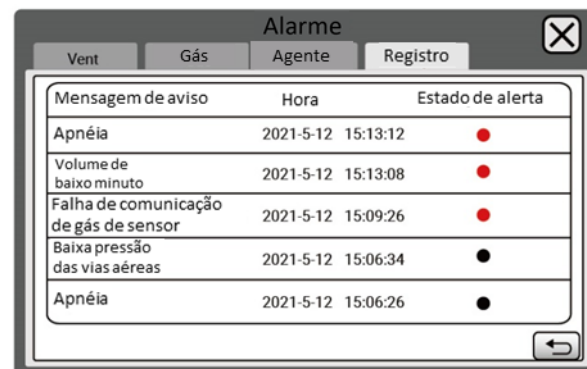 Alarme
Vent Gás Agente Registro
Mensagem de aviso Hora Estado de alerta
Apnéia 2021-5-12 15:13:12
Volume de
baixo minuto 2021-5-12 15:13:08
Falha de comunicação
de gás de sensor 2021-5-12 15:09:26
Baixa pressão
das vias aéreas 2021-5-12 15:06:34
Apnéia 2021-5-12 15:06:26